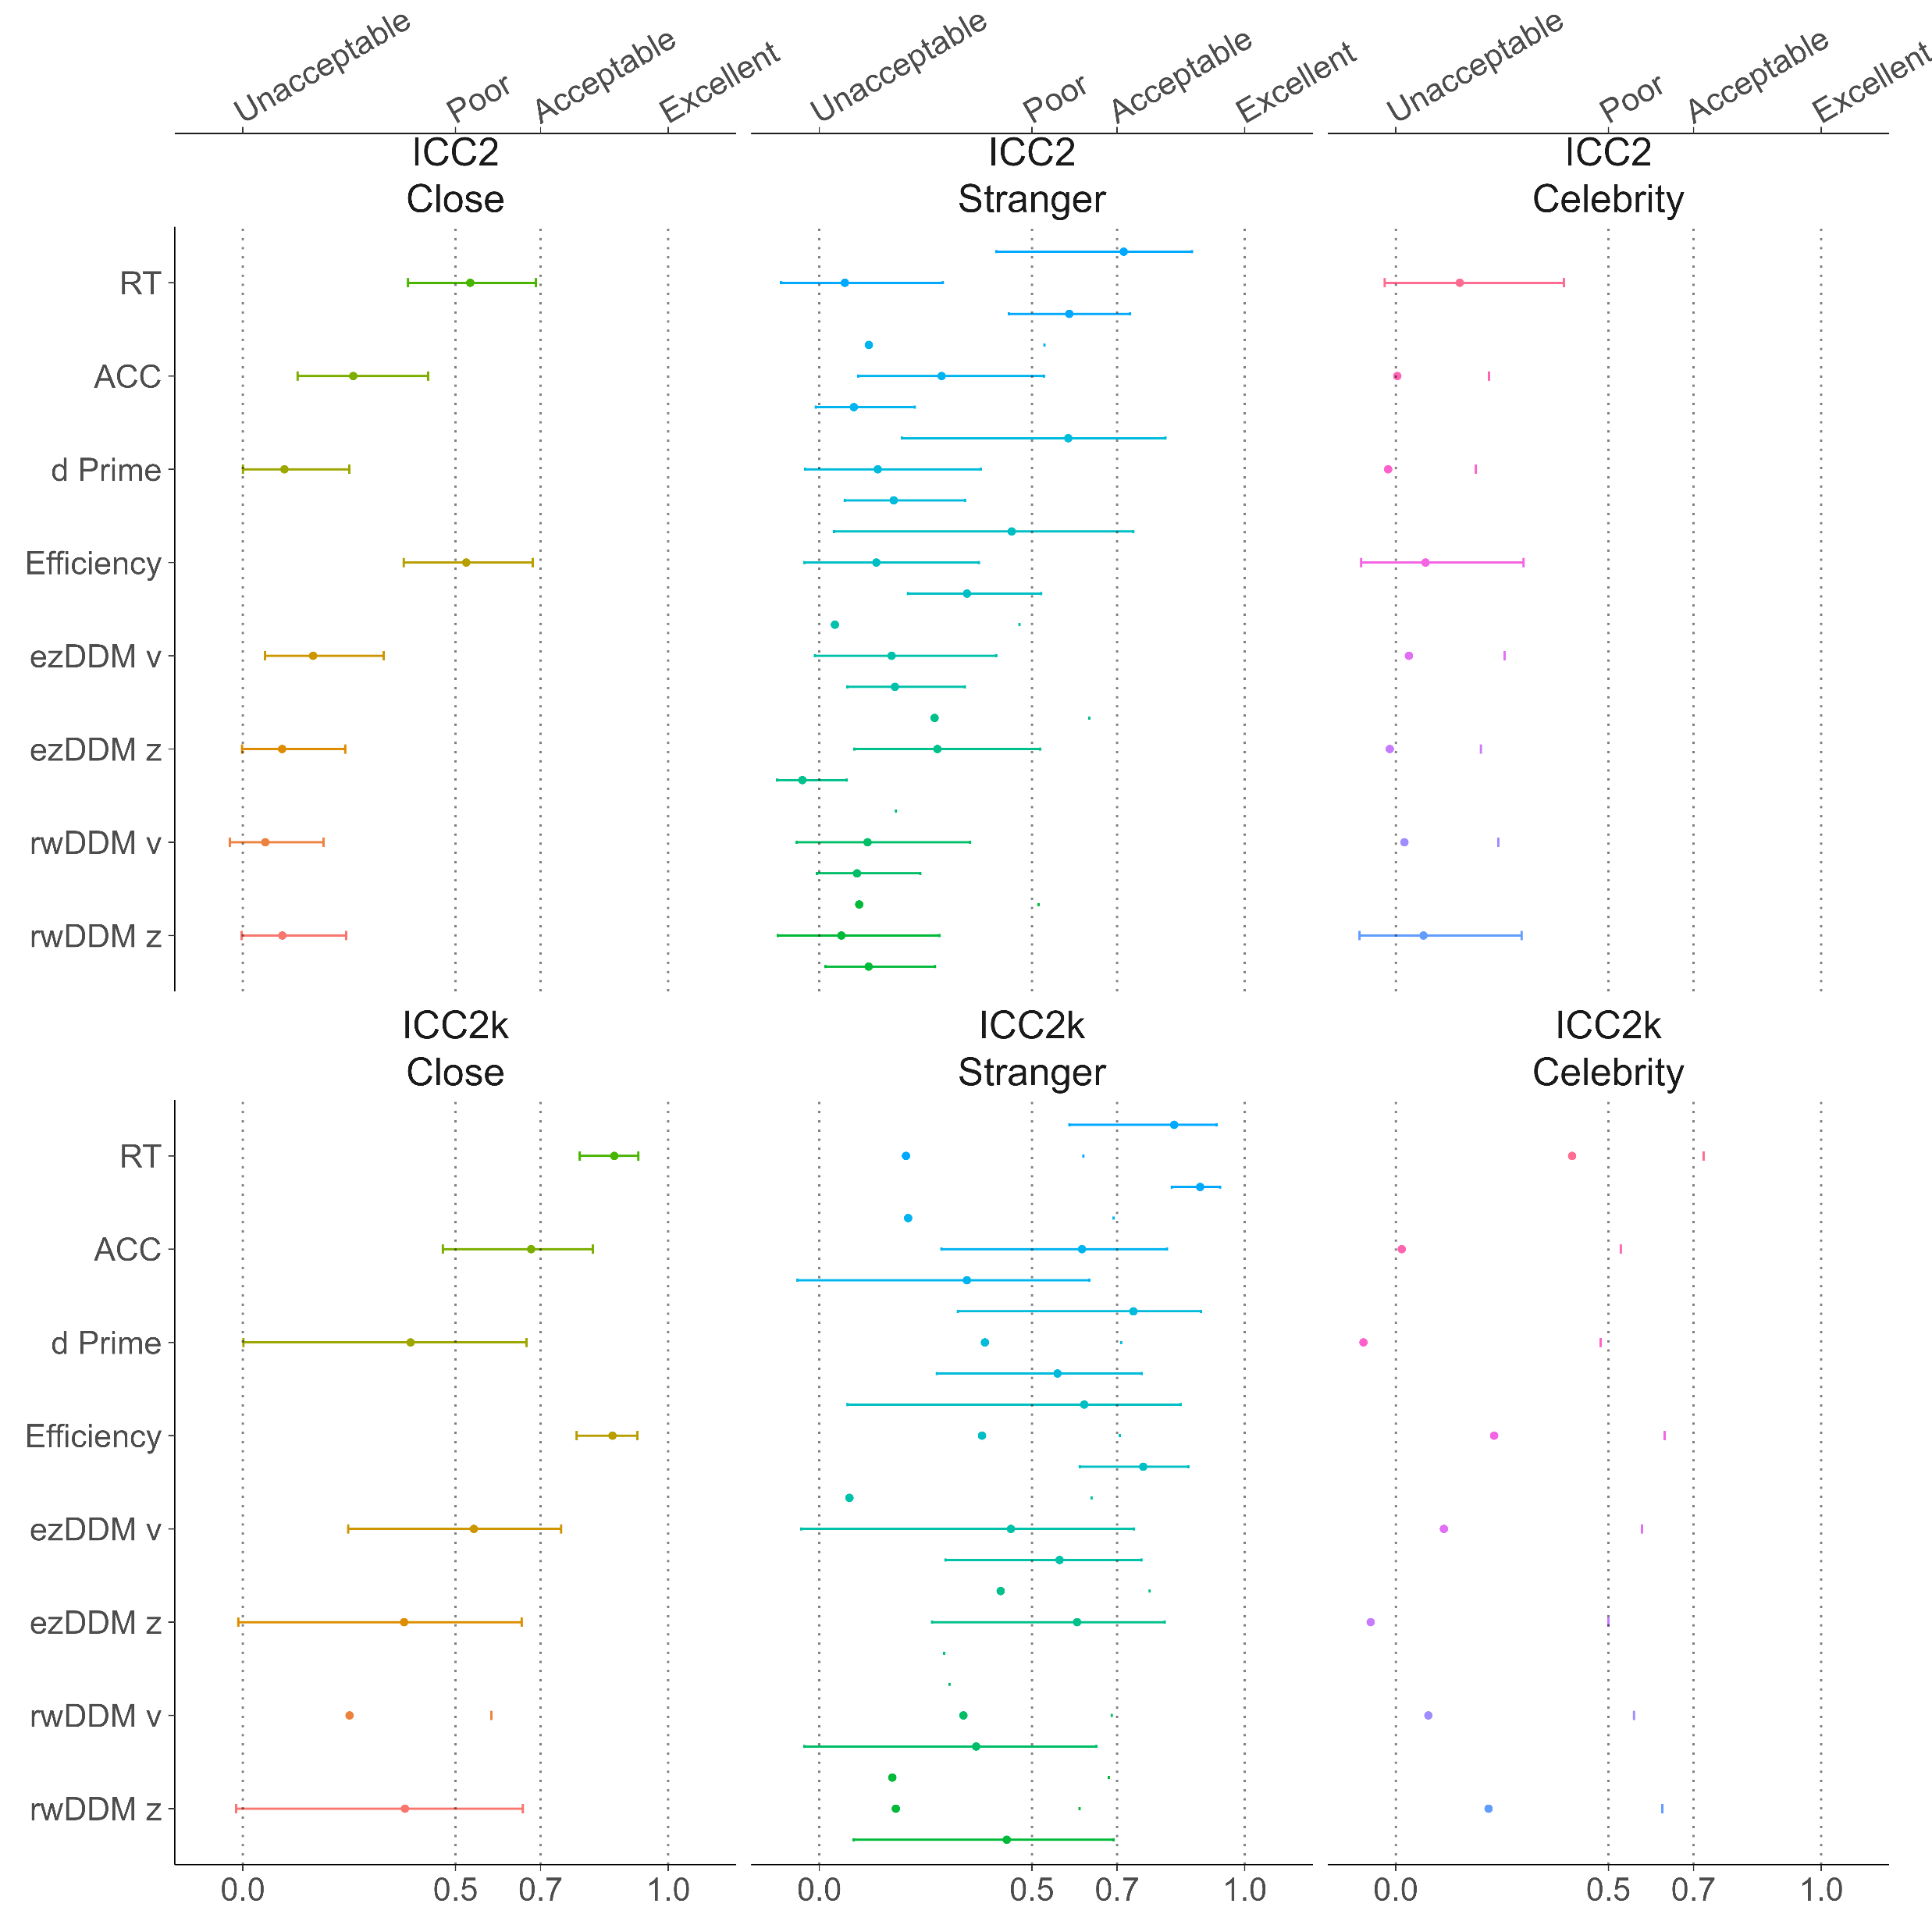 Unacceptable Poor Acceptable Excellent Unacceptable Poor Acceptable Excellent Unacceptable Poor Acceptable Excellent
ICC2 ICC2 ICC2
Close Stranger Celebrity
RT
ACC
d Prime
Efficiency
ezDDM v
ezDDM z
rwDDM v
rwDDM z
ICC2k ICC2k ICC2k
Close Stranger Celebrity
RT
ACC
d Prime
Efficiency
ezDDM v
ezDDM z
rwDDM v
rwDDM z
0.0 0.5 0.7 1.0 0.0 0.5 0.7 1.0 0.0 0.5 0.7 1.0